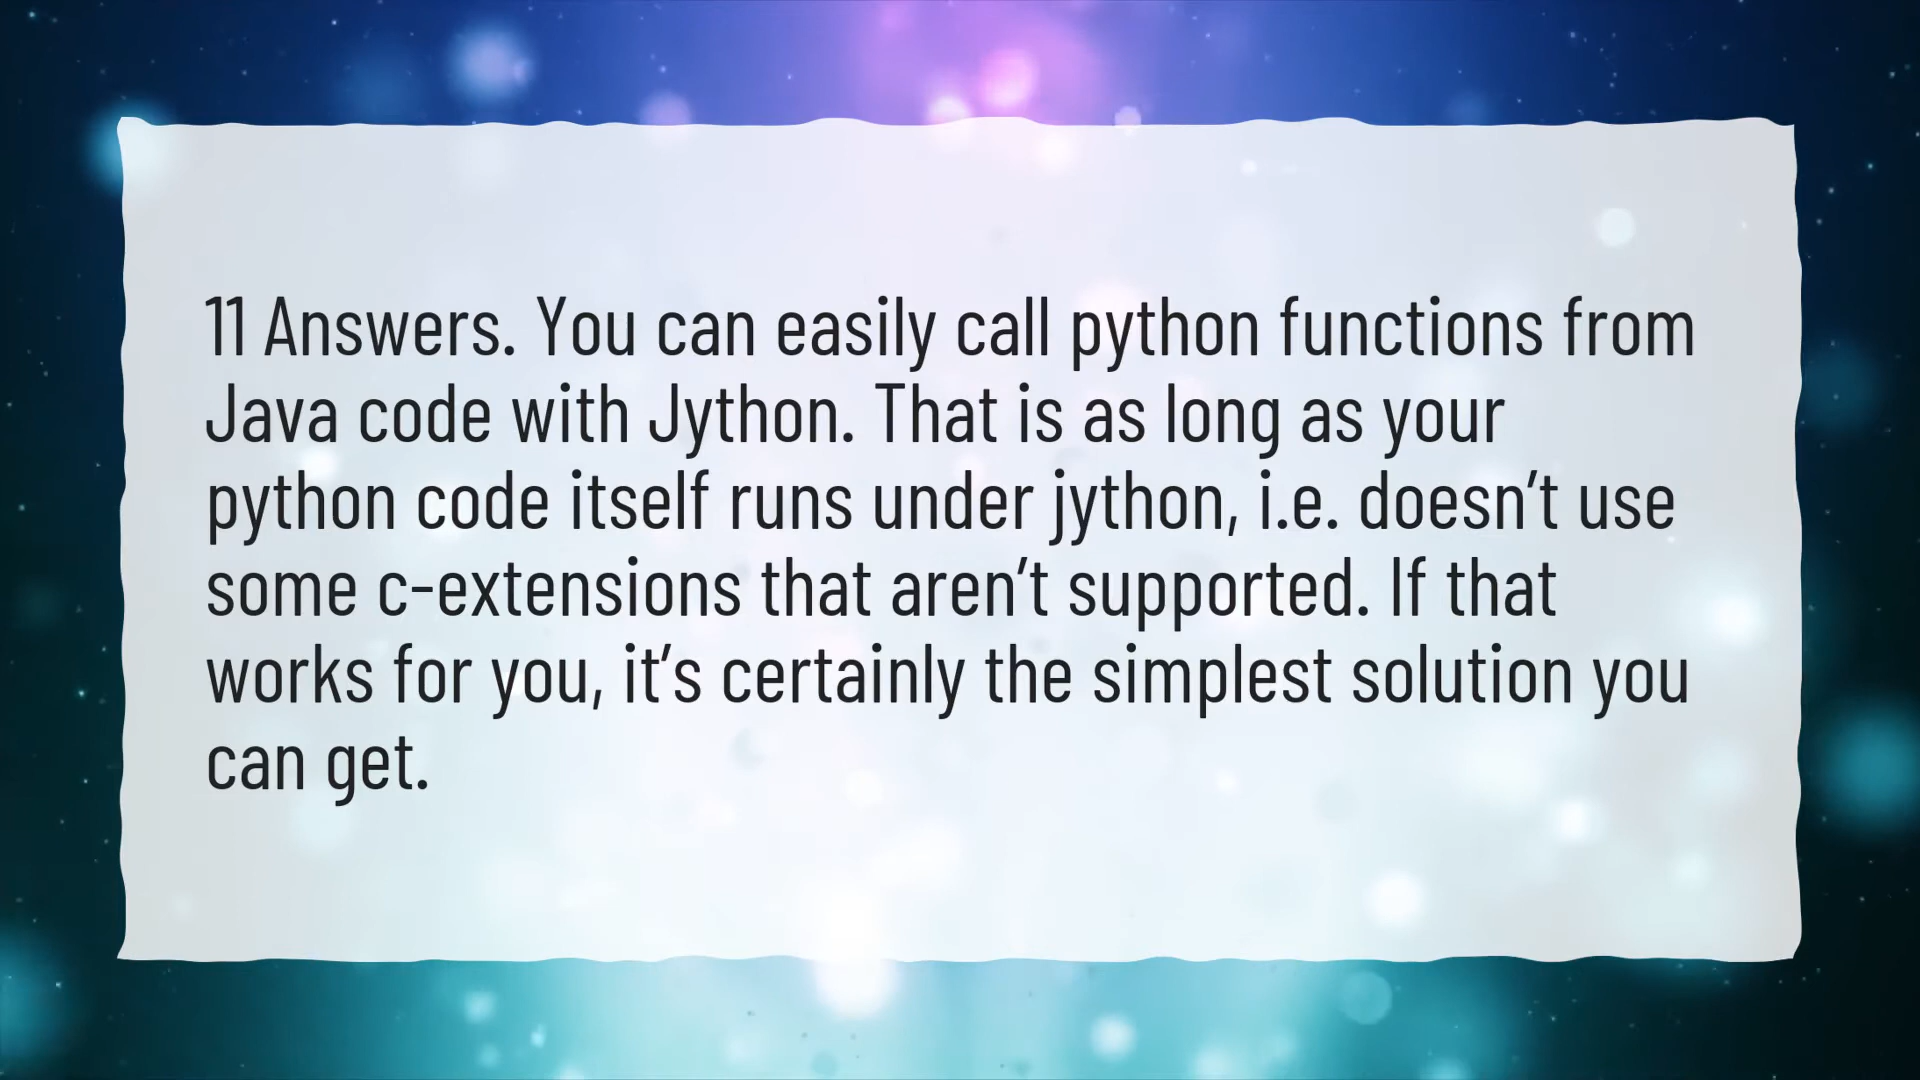 11 Answers. You can easily call python functions from
Java code with Jython. That is as long as your
python code itself runs under jython, i.e. doesn’t use
some c-extensions that aren’t supported. If that
works for you, it’s certainly the simplest solution you
can get.